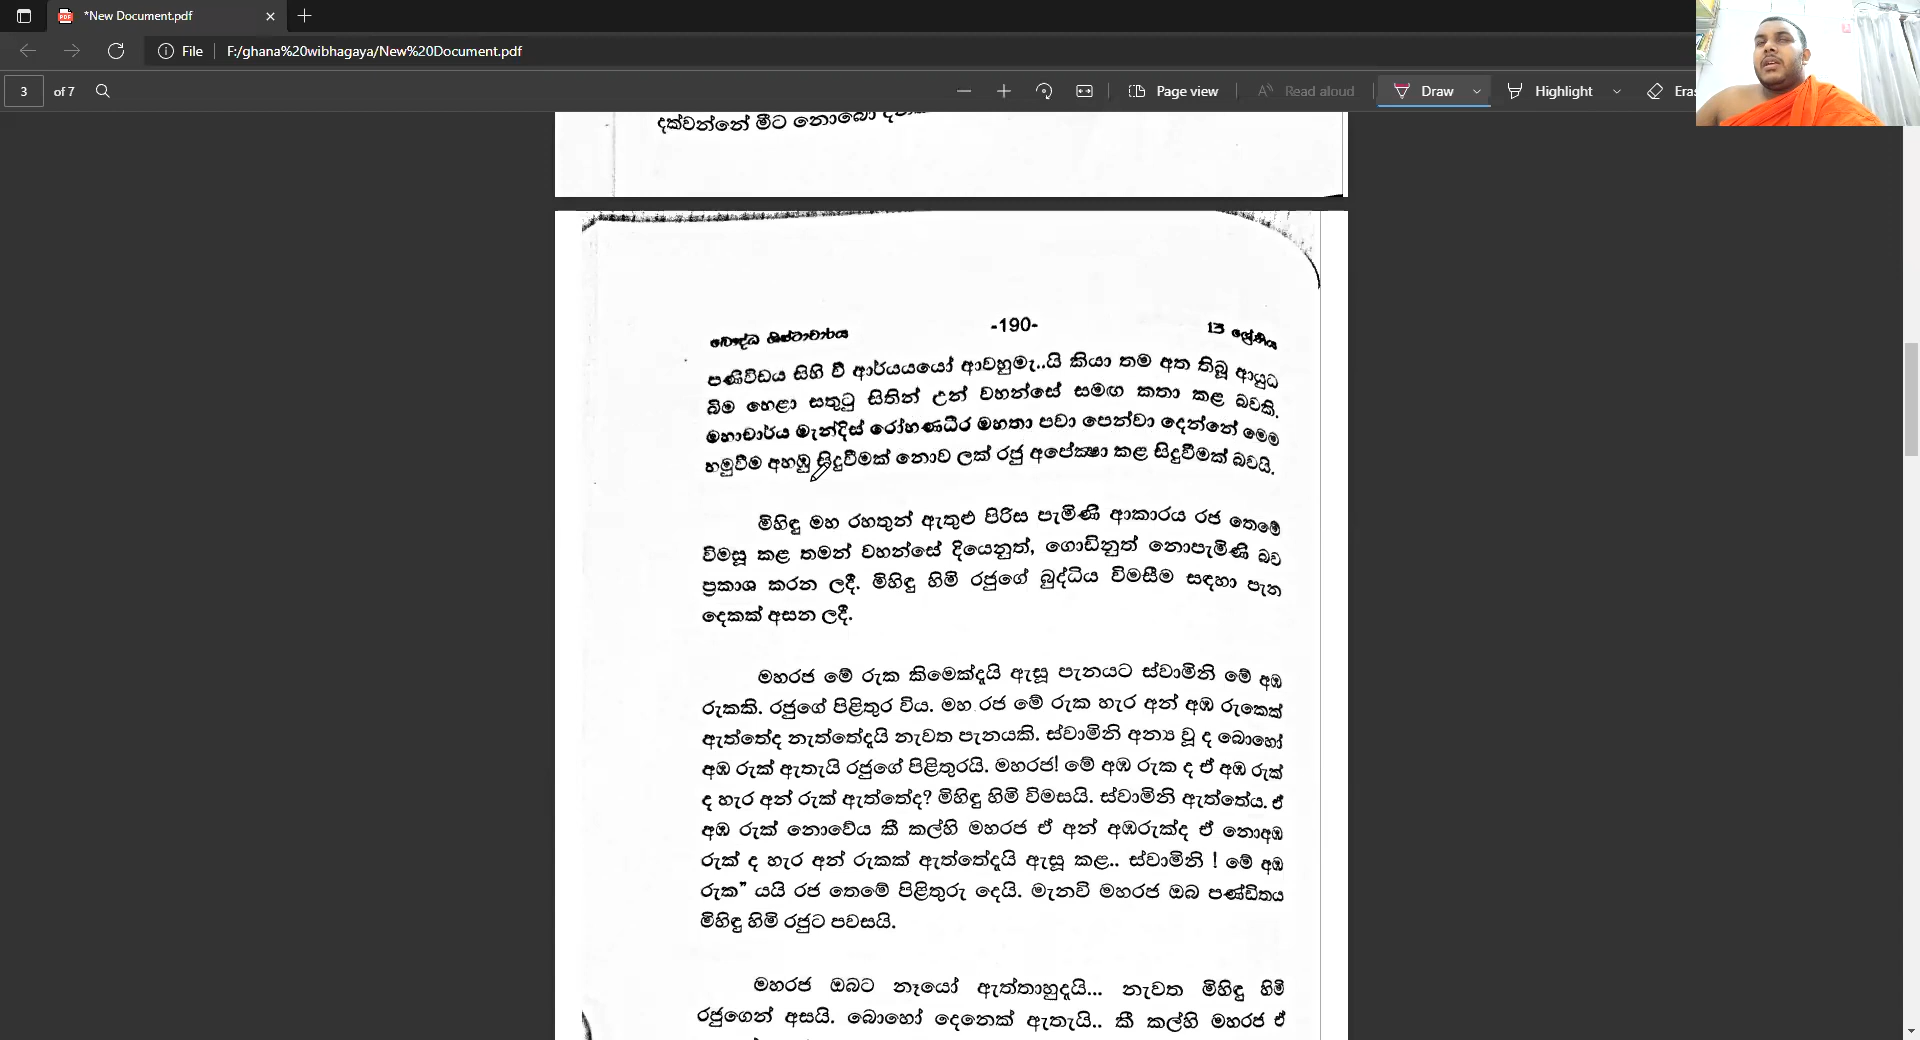 *New Document.pdf
File
F:/ghana%20wibhagaya/New%20Document.pdf
3 of 7
Page view
Read aloud
Draw
Highlight
දක්වන්නේ මීට නොබෝ
බෞද්ධ ශිෂ්ටාචාරය -190- 13 ශ්‍රේණිය
පණිවිඩය සිහි වී ආර්යයයෝ ආවහුමැ..යි කියා තම අත තිබූ ආයුධ
බිම හෙළා සතුටු සිතින් උන් වහන්සේ සමඟ කතා කළ බවකි.
මහාචාර්ය මැන්දිස් රෝහණධීර මහතා පවා පෙන්වා දෙන්නේ මෙම
හමුවීම අහඹු සිදුවීමක් නොව ලක් රජු අපේක්‍ෂා කළ සිදුවීමක් බවයි.
මිහිඳු මහ රහතුන් ඇතුළු පිරිස පැමිණි ආකාරය රජ තෙමේ
විමසූ කළ තමන් වහන්සේ දියෙනුත්, ගොඩිනුත් නොපැමිණි බව
ප්‍රකාශ කරන ලදී. මිහිඳු හිමි රජුගේ බුද්ධිය විමසීම සඳහා පැන
දෙකක් අසන ලදී.
මහරජ මේ රුක කිමෙක්දැයි ඇසූ පැනයට ස්වාමිනි මේ අඹ
රුකකි. රජුගේ පිළිතුර විය. මහ රජ මේ රුක හැර අන් අඹ රුකෙක්
ඇත්තේද නැත්තේදැයි නැවත පැනයකි. ස්වාමිනි අන්‍ය වූ ද බොහෝ
අඹ රුක් ඇතැයි රජුගේ පිළිතුරයි. මහරජ! මේ අඹ රුක ද ඒ අඹ රුක්
ද හැර අන් රුක් ඇත්තේද? මිහිඳු හිමි විමසයි. ස්වාමිනි ඇත්තේය. ඒ
අඹ රුක් නොවේය කී කල්හි මහරජ ඒ අන් අඹරුක්ද ඒ නොඅඹ
රුක් ද හැර අන් රුකක් ඇත්තේදැයි ඇසූ කළ.. ස්වාමිනි ! මේ අඹ
රුක” යයි රජ තෙමේ පිළිතුරු දෙයි. මැනවි මහරජ ඔබ පණ්ඩිතය
මිහිඳු හිමි රජුට පවසයි.
මහරජ ඔබට නෑයෝ ඇත්තාහුදැයි... නැවත මිහිඳු හිමි
රජුගෙන් අසයි. බොහෝ දෙනෙක් ඇතැයි.. කී කල්හි මහරජ ඒ